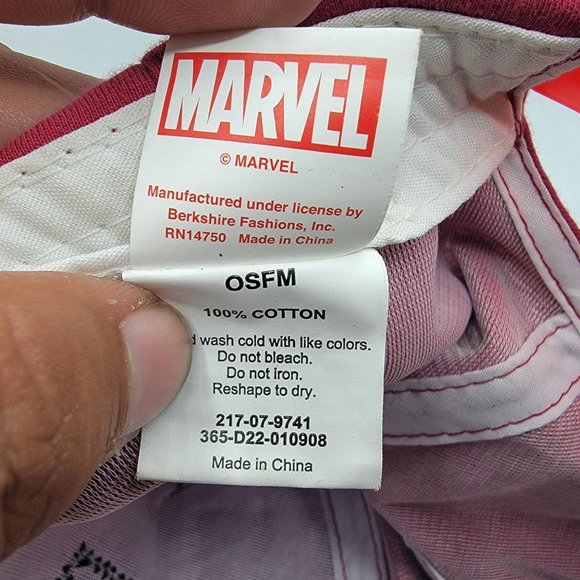 MARVEL
© MARVEL
Manufactured under license by
Berkshire Fashions, Inc.
RN14750 Made in China
OSFM
100% COTTON
wash cold with like colors.
Do not bleach.
Do not iron.
Reshape to dry.
217-07-9741
365-D22-010908
Made in China